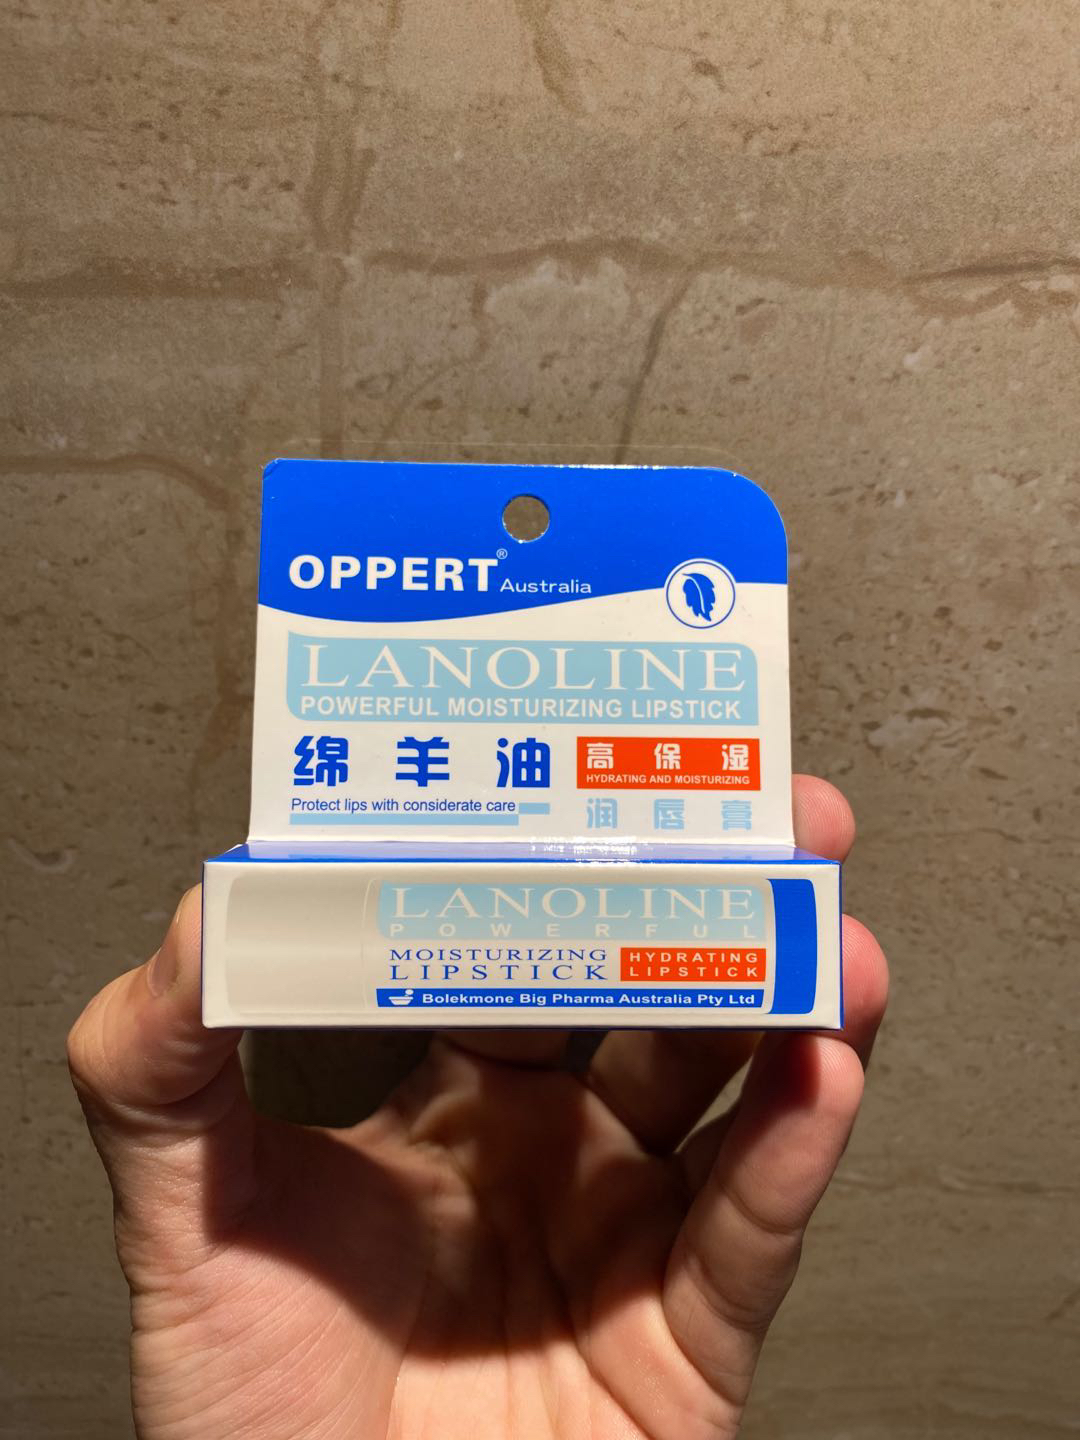 OPPERT® Australia
LANOLINE
POWERFUL MOISTURIZING LIPSTICK
绵羊油
高保湿
HYDRATING AND MOISTURIZING
Protect lips with considerate care
润唇膏
LANOLINE
POWERFUL
MOISTURIZING
LIPSTICK
HYDRATING
LIPSTICK
Bolekmone Big Pharma Australia Pty Ltd